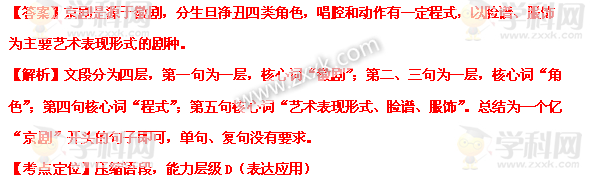 【答案】京剧是源于徽剧，分生旦净丑四类角色，唱腔和动作有一定程式，以脸谱、服饰
为主要艺术表现形式的剧种。
【解析】文段分为四层，第一句为一层，核心词“徽剧”；第二、三句为一层，核心词“角
色”；第四句核心词“程式”；第五句核心词“艺术表现形式、脸谱、服饰”。总结为一个亿
“京剧”开头的句子即可，单句、复句没有要求。
【考点定位】压缩语段，能力层级 D（表达应用）